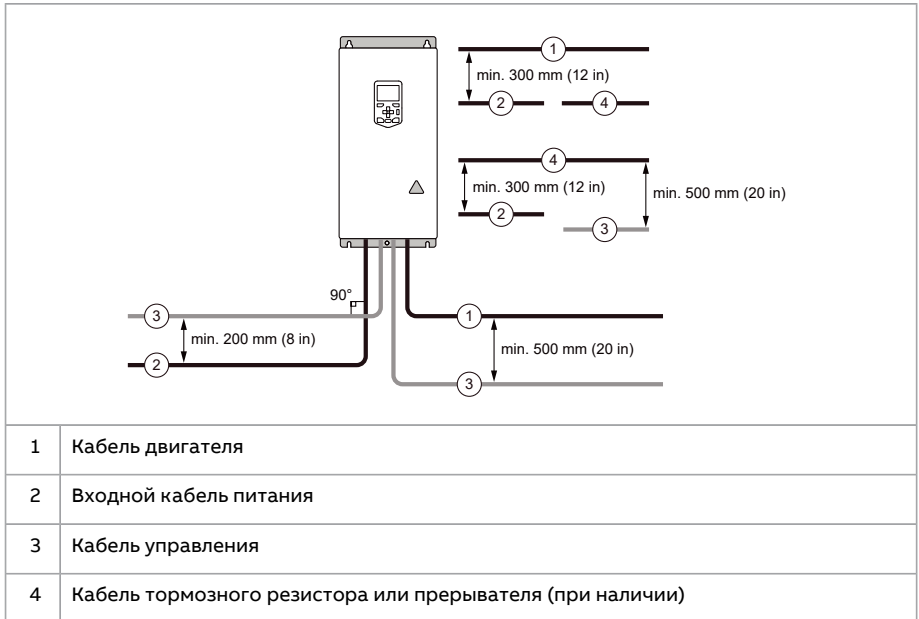 1
min. 300 mm (12 in)
2
4
4
min. 300 mm (12 in)
min. 500 mm (20 in)
2
3
90°
3
1
min. 200 mm (8 in)
min. 500 mm (20 in)
2
3
1 Кабель двигателя
2 Входной кабель питания
3 Кабель управления
4 Кабель тормозного резистора или прерывателя (при наличии)